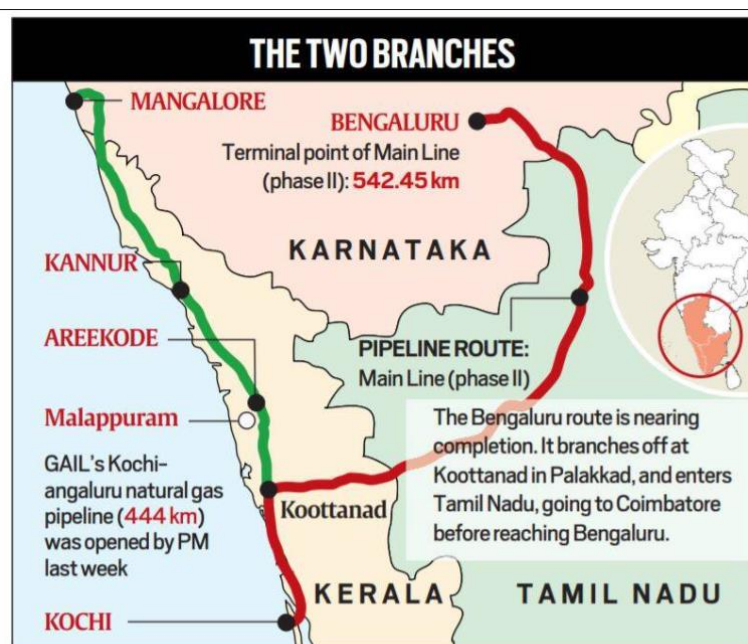 THE TWO BRANCHES
MANGALORE
BENGALURU
Terminal point of Main Line
(phase II): 542.45 km
KARNATAKA
KANNUR
AREEKODE
PIPELINE ROUTE:
Main Line (phase II)
Malappuram
The Bengaluru route is nearing
completion. It branches off at
Koottanad in Palakkad, and enters
Tamil Nadu, going to Coimbatore
before reaching Bengaluru.
GAIL's Kochi-
angaluru natural gas
pipeline (444 km)
was opened by PM
last week
Koottanad
KERALA
TAMIL NADU
KOCHI